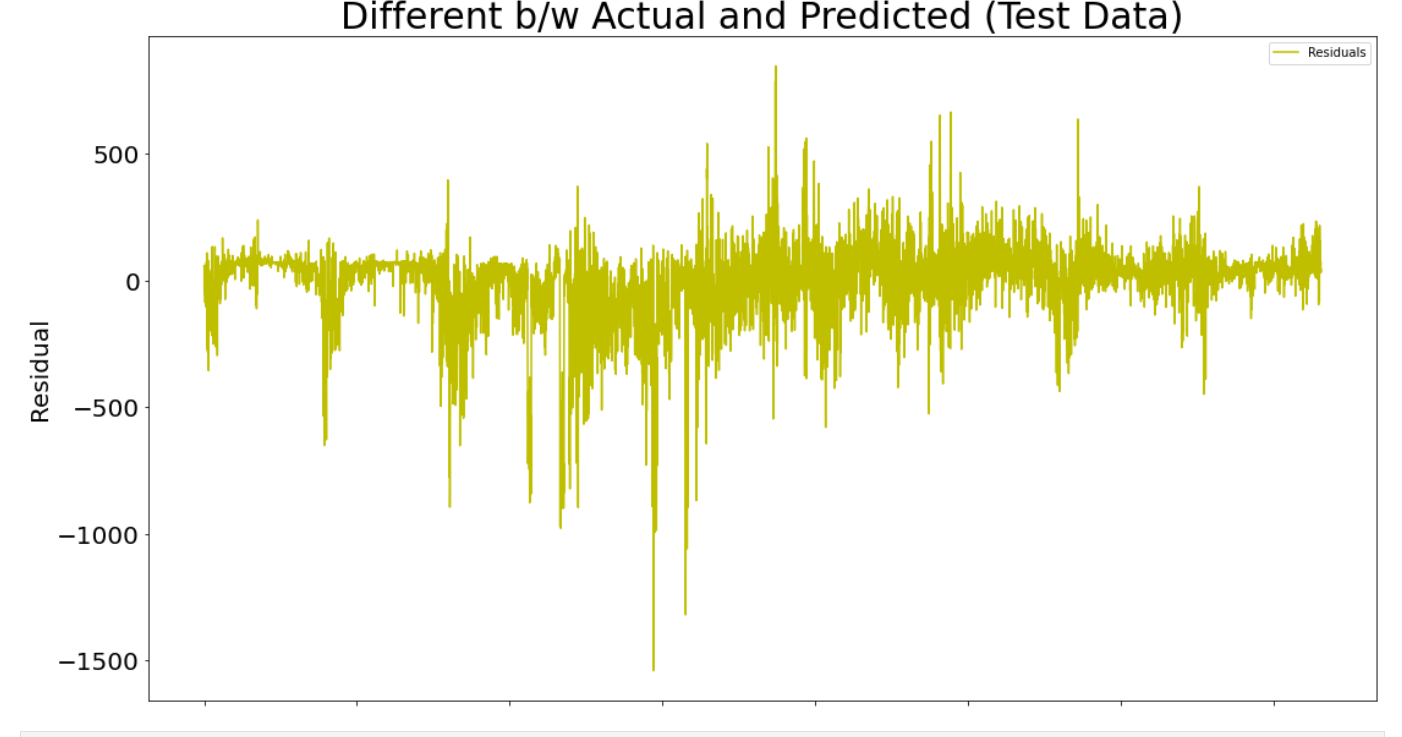 Different b/w Actual and Predicted (Test Data)
Residuals
500
0
−500
−1000
−1500
Residual